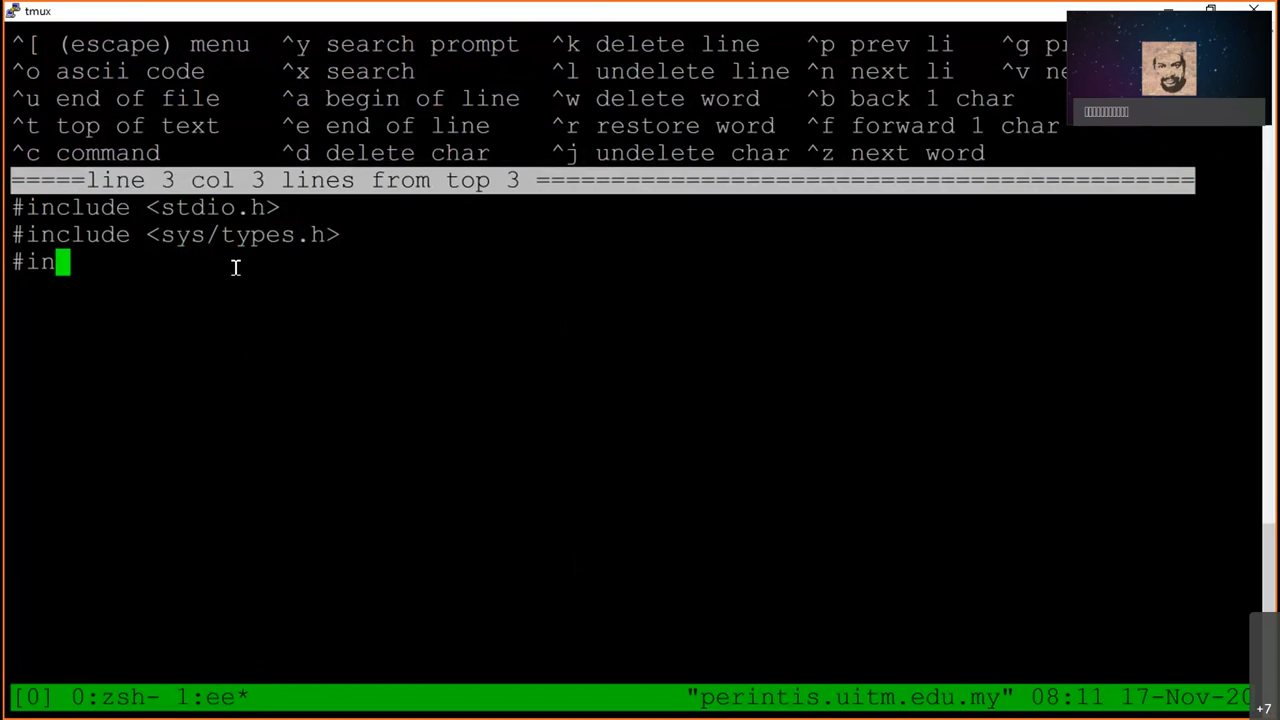 tmux
^[ (escape) menu ^y search prompt ^k delete line ^p prev li ^g
^o ascii code ^x search ^l undelete line ^n next li ^v
^u end of file ^a begin of line ^w delete word ^b back 1 char
^t top of text ^e end of line ^r restore word ^f forward 1 char
^c command ^d delete char ^j undelete char ^z next word
=====line 3 col 3 lines from top 3 ============================================
#include <stdio.h>
#include <sys/types.h>
#in
[0] 0:zsh- 1:ee* "perintis.uitm.edu.my" 08:11 17-Nov-20
+7